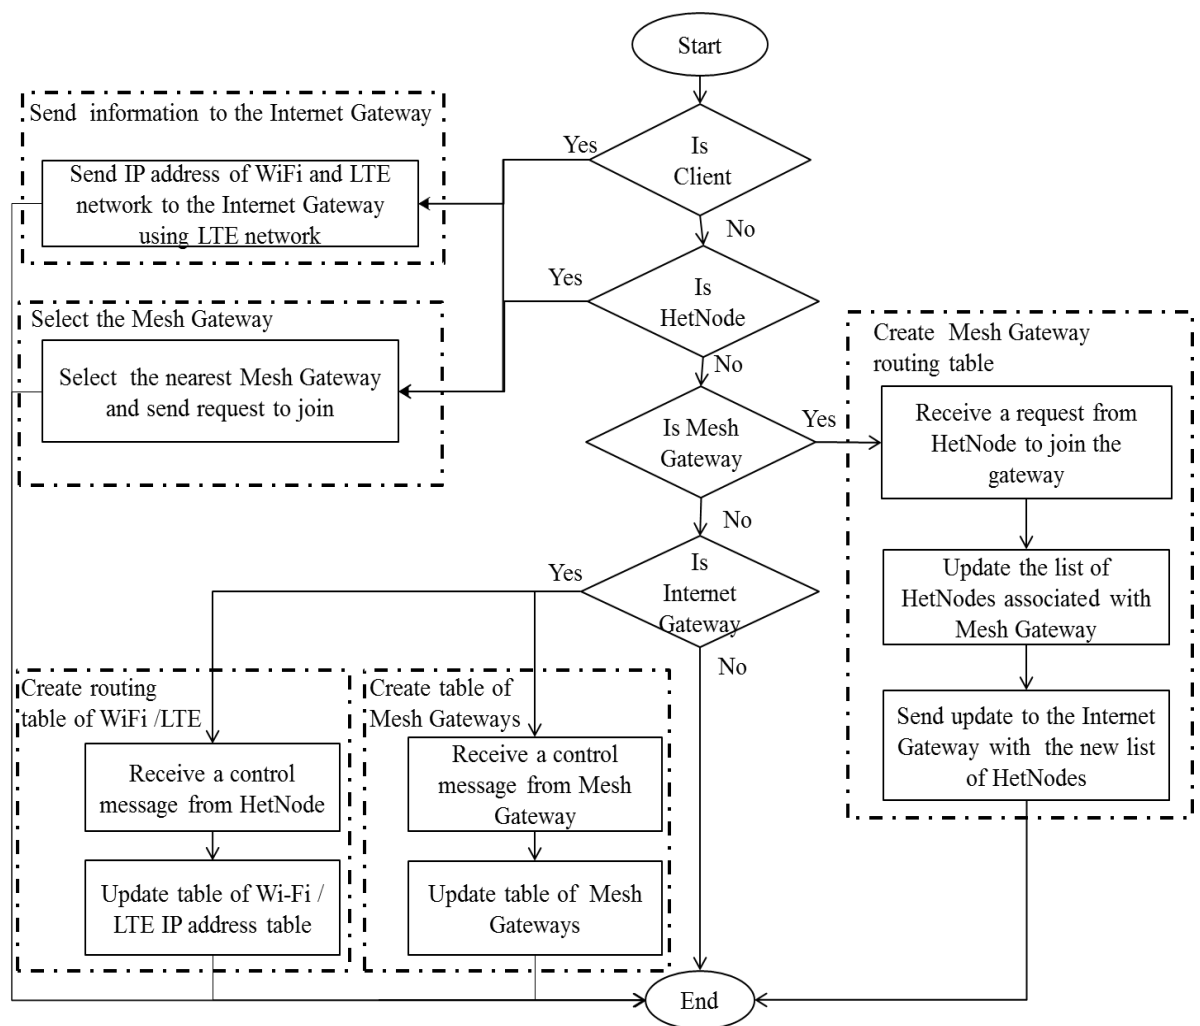 Start
Send information to the Internet Gateway
Yes
Is
Client
Send IP address of WiFi and LTE
network to the Internet Gateway
using LTE network
No
Yes
Is
HetNode
Select the Mesh Gateway
Select the nearest Mesh Gateway
and send request to join
No
Is Mesh
Gateway
Yes
Create Mesh Gateway
routing table
Receive a request from
HetNode to join the
gateway
Update the list of
HetNodes associated with
Mesh Gateway
Send update to the Internet
Gateway with the new list
of HetNodes
No
Yes
Is
Internet
Gateway
No
Create routing
table of WiFi /LTE
Receive a control
message from HetNode
Update table of Wi-Fi /
LTE IP address table
Create table of
Mesh Gateways
Receive a control
message from Mesh
Gateway
Update table of Mesh
Gateways
End